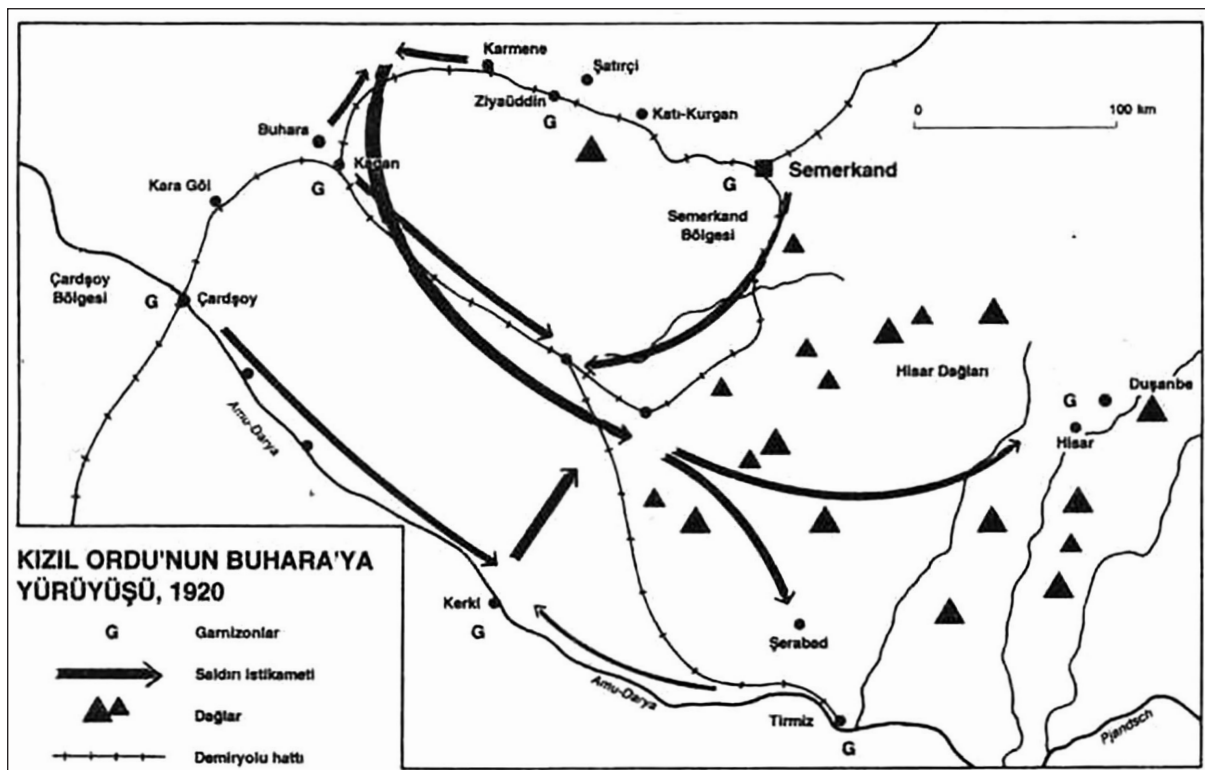 Karmene
Şatırçi
Ziyaüddin
G
Katı-Kurgan
0 100 km
Buhara
Kagan
G
Semerkand
G
Kara Göl
Semerkand
Bölgesi
Çardşoy
Bölgesi
G
Çardşoy
Hisar Dağları
Duşanbe
G
Hisar
Amu-Darya
KIZIL ORDU'NUN BUHARA'YA
YÜRÜYÜŞÜ, 1920
G Garnizonlar
Saldırı istikameti
Dağlar
Demiryolu hattı
Kerki
G
Şerabad
Amu-Darya
Tirmiz
G
Pjandsch